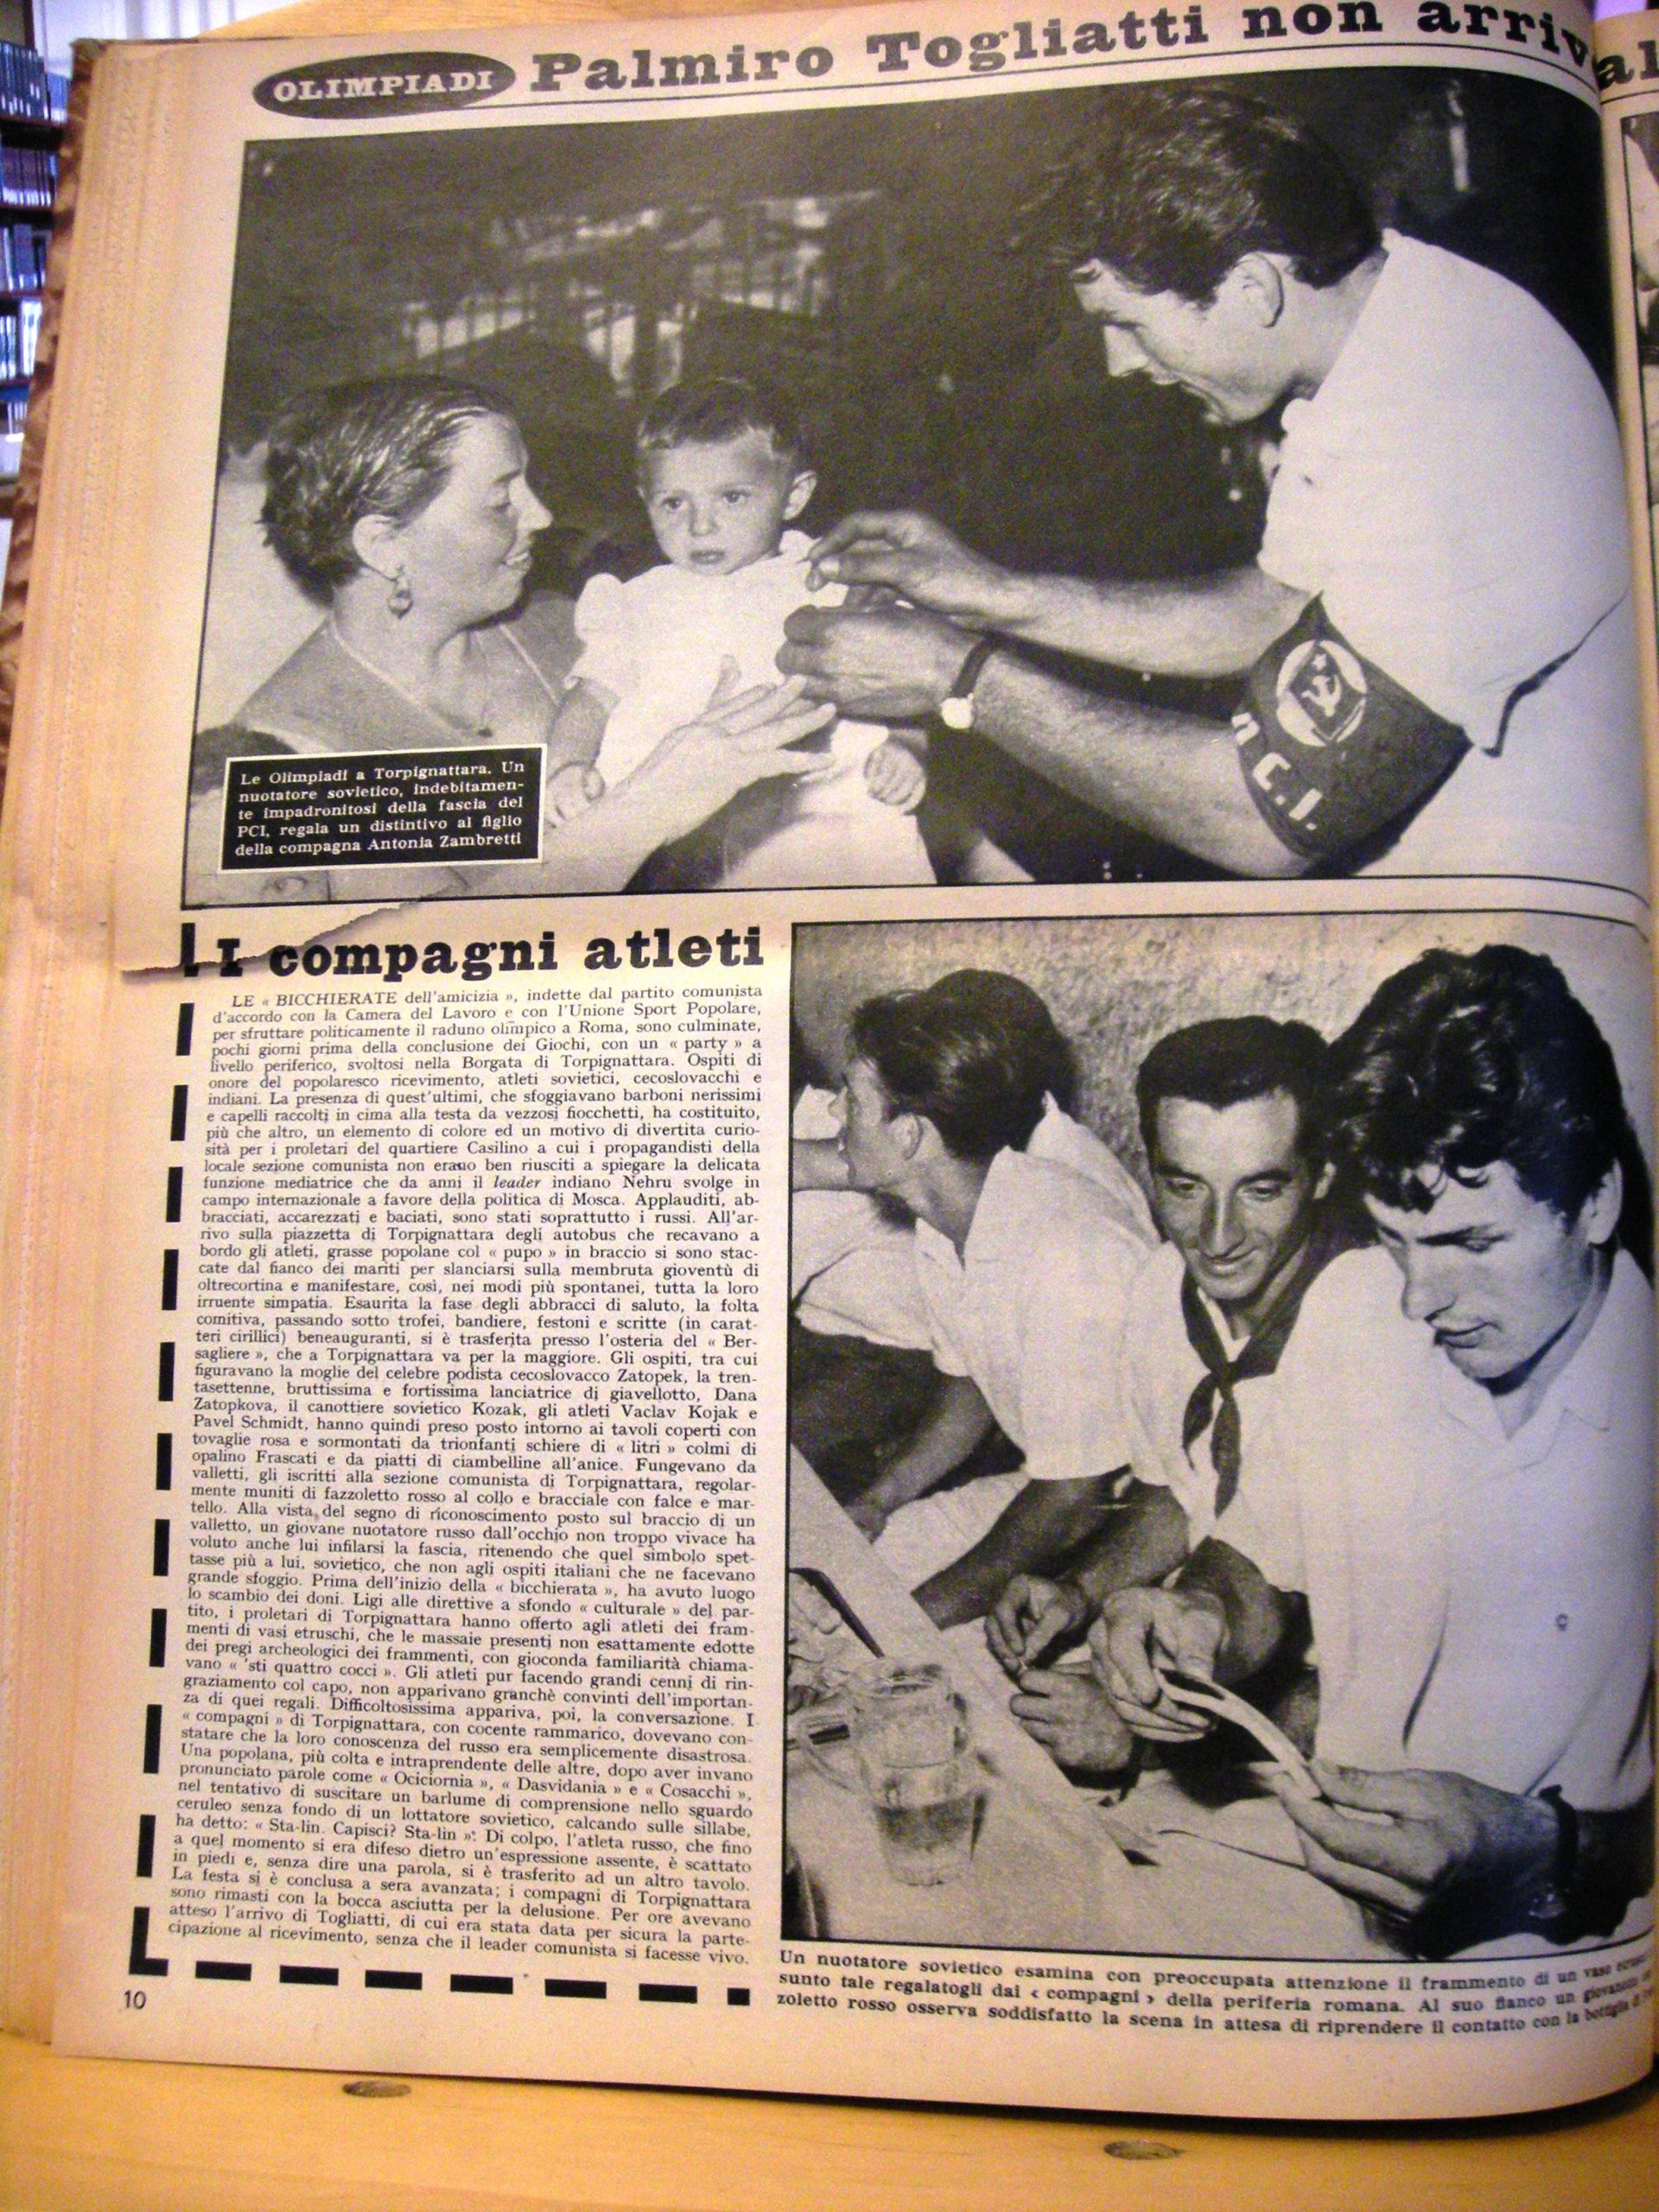 OLIMPIADI Palmiro Togliatti non arriv
al
P.C.I.
Le Olimpiadi a Torpignattara. Un
nuotatore sovietico, indebitamen-
te impadronitosi della fascia del
PCI, regala un distintivo al figlio
della compagna Antonia Zambretti
I compagni atleti
LE « BICCHIERATE dell'amicizia », indette dal partito comunista
d'accordo con la Camera del Lavoro e con l'Unione Sport Popolare,
per sfruttare politicamente il raduno olimpico a Roma, sono culminate,
pochi giorni prima della conclusione dei Giochi, con un « party » a
livello periferico, svoltosi nella Borgata di Torpignattara. Ospiti di
onore del popolaresco ricevimento, atleti sovietici, cecoslovacchi e
indiani. La presenza di quest'ultimi, che sfoggiavano barboni nerissimi
e capelli raccolti in cima alla testa da vezzosi fiocchetti, ha costituito,
più che altro, un elemento di colore ed un motivo di divertita curio-
sità per i proletari del quartiere Casilino a cui i propagandisti della
locale sezione comunista non erano ben riusciti a spiegare la delicata
funzione mediatrice che da anni il leader indiano Nehru svolge in
campo internazionale a favore della politica di Mosca. Applauditi, ab-
bracciati, accarezzati e baciati, sono stati soprattutto i russi. All'ar-
rivo sulla piazzetta di Torpignattara degli autobus che recavano a
bordo gli atleti, grasse popolane col « pupo » in braccio si sono stac-
cate dal fianco dei mariti per slanciarsi sulla membruta gioventù di
oltrecortina e manifestare, così, nei modi più spontanei, tutta la loro
irruente simpatia. Esaurita la fase degli abbracci di saluto, la folta
comitiva, passando sotto trofei, bandiere, festoni e scritte (in carat-
teri cirillici) beneauguranti, si è trasferita presso l'osteria del « Ber-
sagliere », che a Torpignattara va per la maggiore. Gli ospiti, tra cui
figuravano la moglie del celebre podista cecoslovacco Zatopek, la tren-
tasettenne, bruttissima e fortissima lanciatrice di giavellotto, Dana
Zatopkova, il canottiere sovietico Kozak, gli atleti Vaclav Kojak e
Pavel Schmidt, hanno quindi preso posto intorno ai tavoli coperti con
tovaglie rosa e sormontati da trionfanti schiere di « litri » colmi di
opalino Frascati e da piatti di ciambelline all'anice. Fungevano da
valletti, gli iscritti alla sezione comunista di Torpignattara, regolar-
mente muniti di fazzoletto rosso al collo e bracciale con falce e mar-
tello. Alla vista del segno di riconoscimento posto sul braccio di un
valletto, un giovane nuotatore russo dall'occhio non troppo vivace ha
voluto anche lui infilarsi la fascia, ritenendo che quel simbolo spet-
tasse più a lui, sovietico, che non agli ospiti italiani che ne facevano
grande sfoggio. Prima dell'inizio della « bicchierata », ha avuto luogo
lo scambio dei doni. Ligi alle direttive a sfondo « culturale » del par-
tito, i proletari di Torpignattara hanno offerto agli atleti dei fram-
menti di vasi etruschi, che le massaie presenti non esattamente edotte
dei pregi archeologici dei frammenti, con gioconda familiarità chiama-
vano « 'sti quattro cocci ». Gli atleti pur facendo grandi cenni di rin-
graziamento col capo, non apparivano granchè convinti dell'importan-
za di quei regali. Difficoltosissima appariva, poi, la conversazione. I
« compagni » di Torpignattara, con cocente rammarico, dovevano con-
statare che la loro conoscenza del russo era semplicemente disastrosa.
Una popolana, più colta e intraprendente delle altre, dopo aver invano
pronunciato parole come « Ociciornia », « Dasvidania » e « Cosacchi »,
nel tentativo di suscitare un barlume di comprensione nello sguardo
ceruleo senza fondo di un lottatore sovietico, calcando sulle sillabe,
ha detto: « Sta-lin. Capisci? Sta-lin ». Di colpo, l'atleta russo, che fino
a quel momento si era difeso dietro un'espressione assente, è scattato
in piedi e, senza dire una parola, si è trasferito ad un altro tavolo.
La festa si è conclusa a sera avanzata; i compagni di Torpignattara
sono rimasti con la bocca asciutta per la delusione. Per ore avevano
atteso l'arrivo di Togliatti, di cui era stata data per sicura la parte-
cipazione al ricevimento, senza che il leader comunista si facesse vivo.
Un nuotatore sovietico esamina con preoccupata attenzione il frammento di un vaso
sunto tale regalatogli dai « compagni » della periferia romana. Al suo fianco un giovanotto
zoletto rosso osserva soddisfatto la scena in attesa di riprendere il contatto con la bottiglia
10